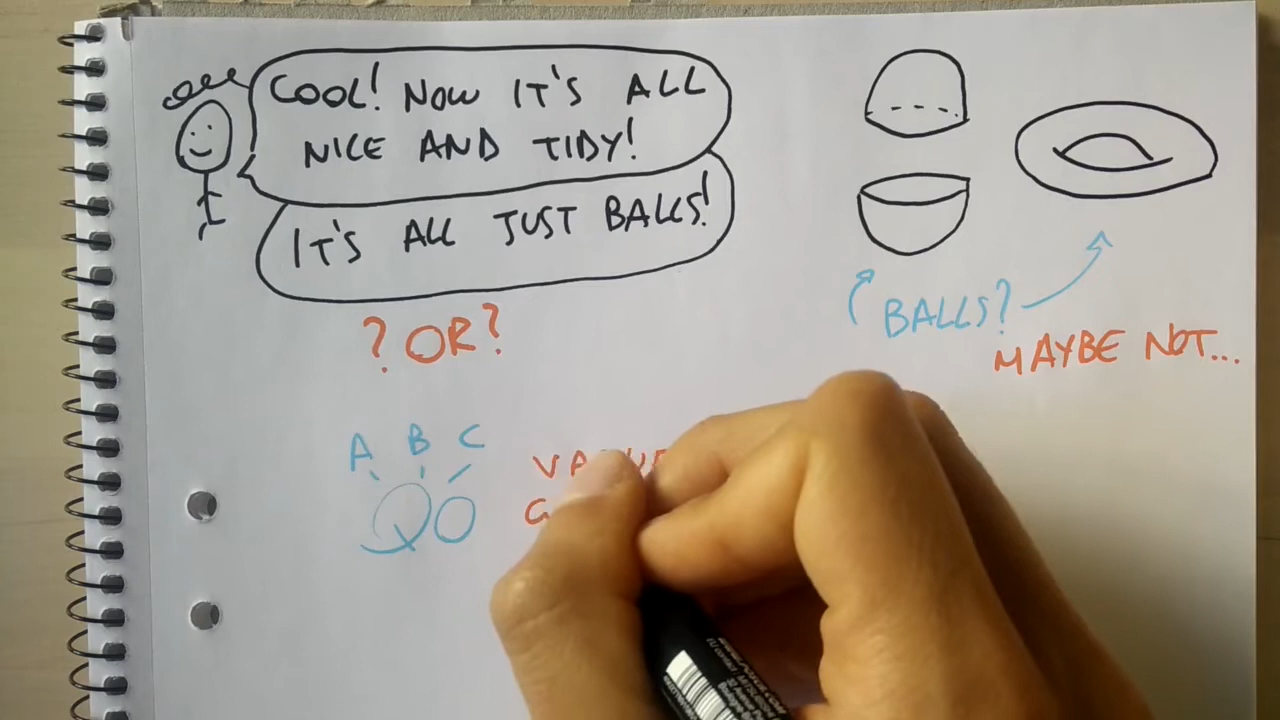 COOL! NOW IT'S ALL
NICE AND TIDY!
IT'S ALL JUST BALLS!
? OR?
BALLS?
MAYBE NOT...
A B C